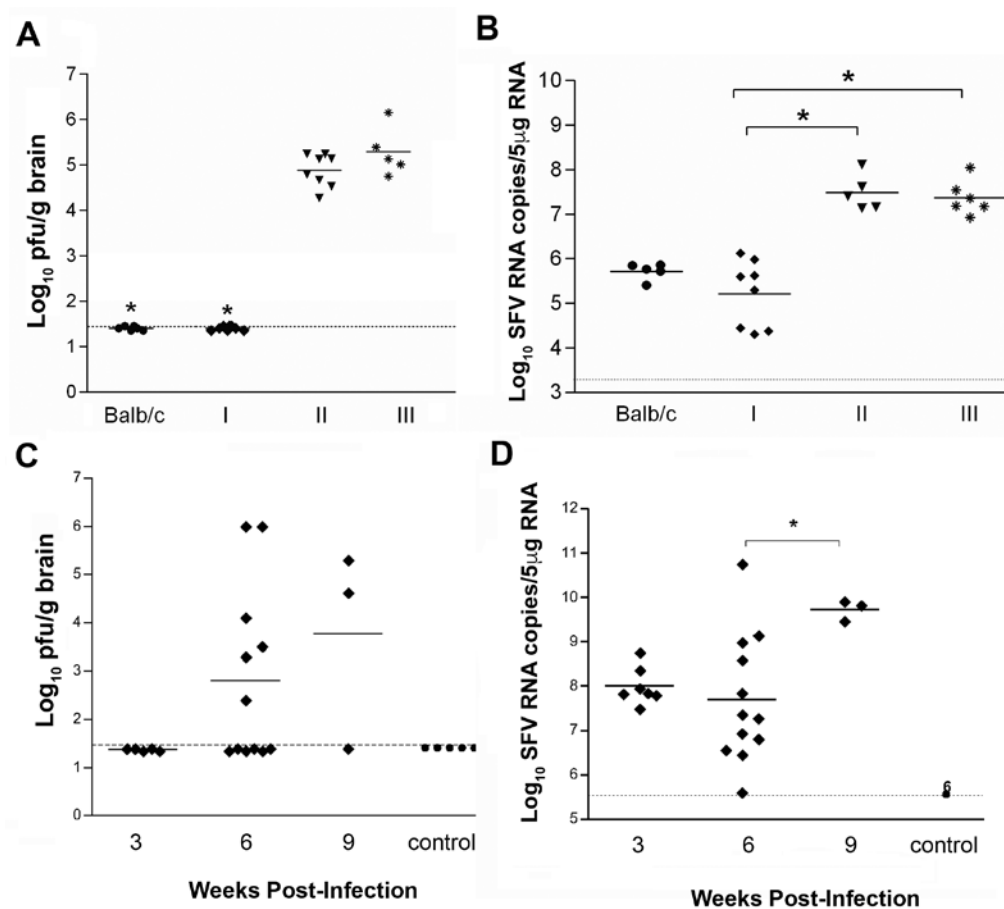 A
Log₁₀ pfu/g brain
7
6
5
4
3
2
1
0
* *
Balb/c I II III
B
Log₁₀ SFV RNA copies/5µg RNA
10
9
8
7
6
5
4
3
*
*
Balb/c I II III
C
Log₁₀ pfu/g brain
7
6
5
4
3
2
1
0
3 6 9 control
Weeks Post-Infection
D
Log₁₀ SFV RNA copies/5µg RNA
12
11
10
9
8
7
6
5
*
6
3 6 9 control
Weeks Post-Infection